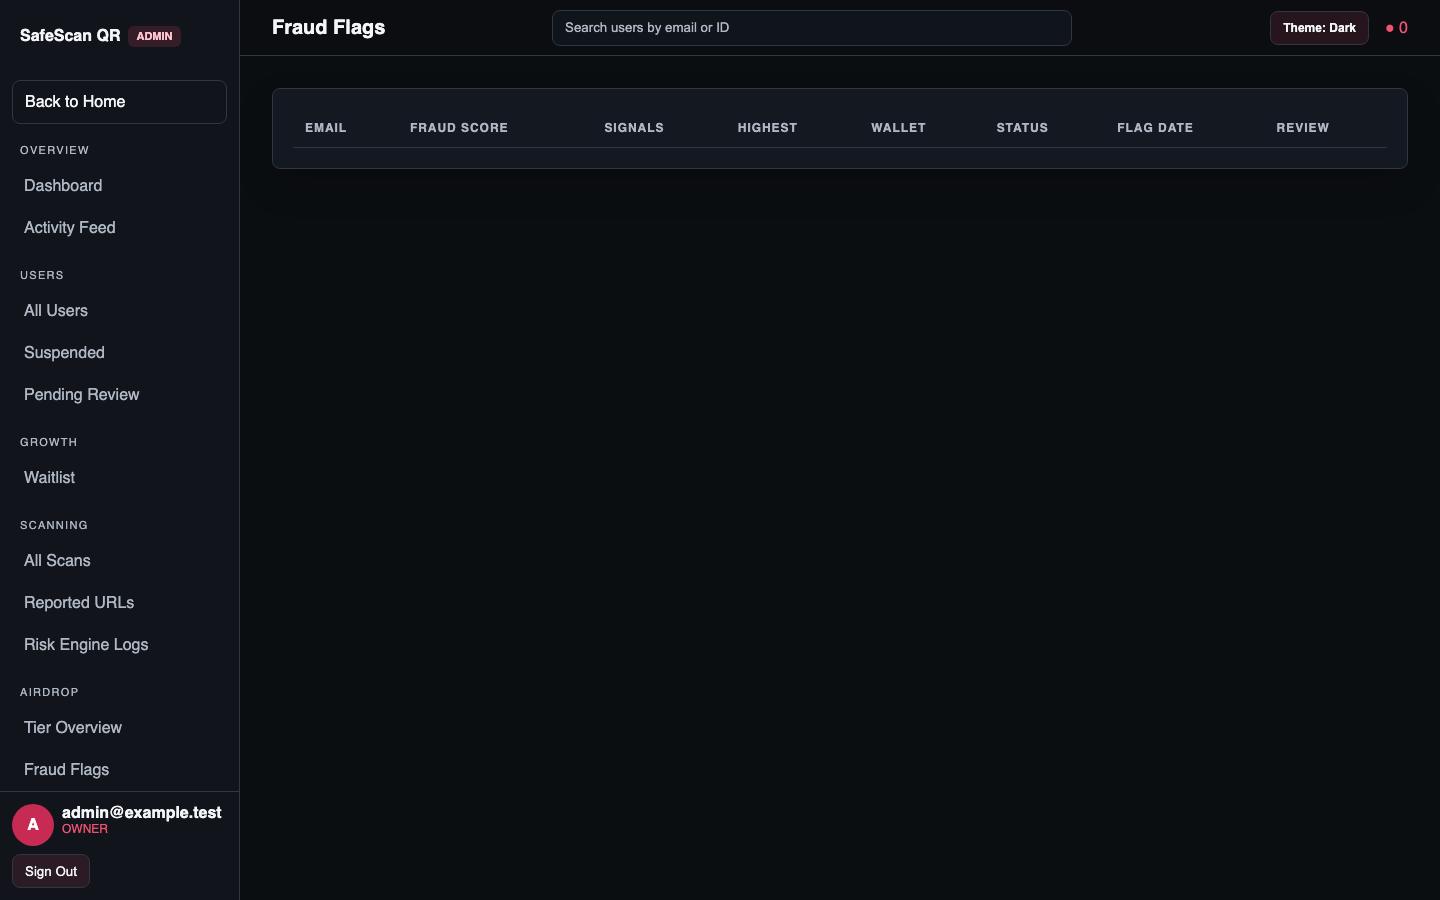 SafeScan QR ADMIN
Back to Home
OVERVIEW
Dashboard
Activity Feed
USERS
All Users
Suspended
Pending Review
GROWTH
Waitlist
SCANNING
All Scans
Reported URLs
Risk Engine Logs
AIRDROP
Tier Overview
Fraud Flags
A
admin@example.test
OWNER
Sign Out
Fraud Flags
Search users by email or ID
Theme: Dark
0
EMAIL FRAUD SCORE SIGNALS HIGHEST WALLET STATUS FLAG DATE REVIEW